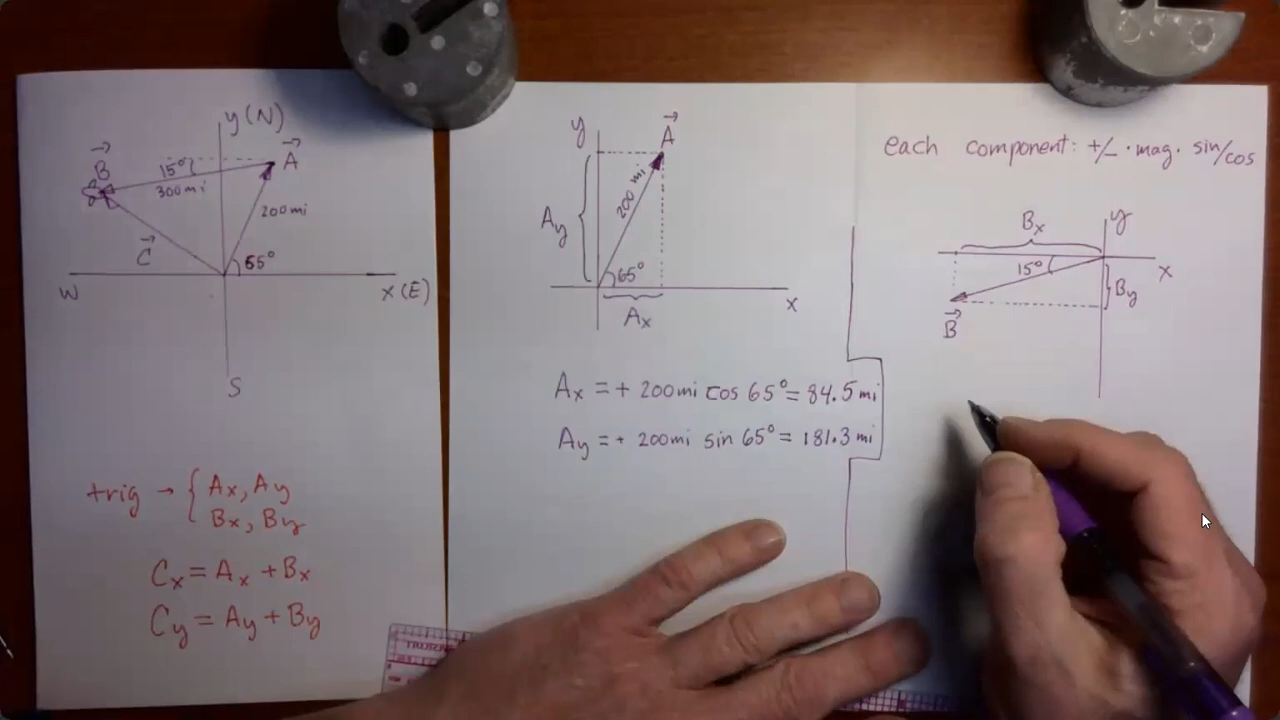 y (N)
B
15°
A
300 mi
200 mi
C
65°
W
X (E)
S
trig → { Ax, Ay
Bx, By
Cx = Ax + Bx
Cy = Ay + By
y
A
200 mi
Ay
65°
x
Ax
Ax = + 200mi cos 65° = 84.5 mi
Ay = + 200mi sin 65° = 181.3 mi
each component: +/- · mag. sin/cos
Bx
y
15°
x
By
B